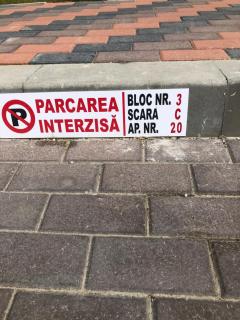 P PARCAREA INTERZISĂ
BLOC NR. 3
SCARA C
AP. NR. 20